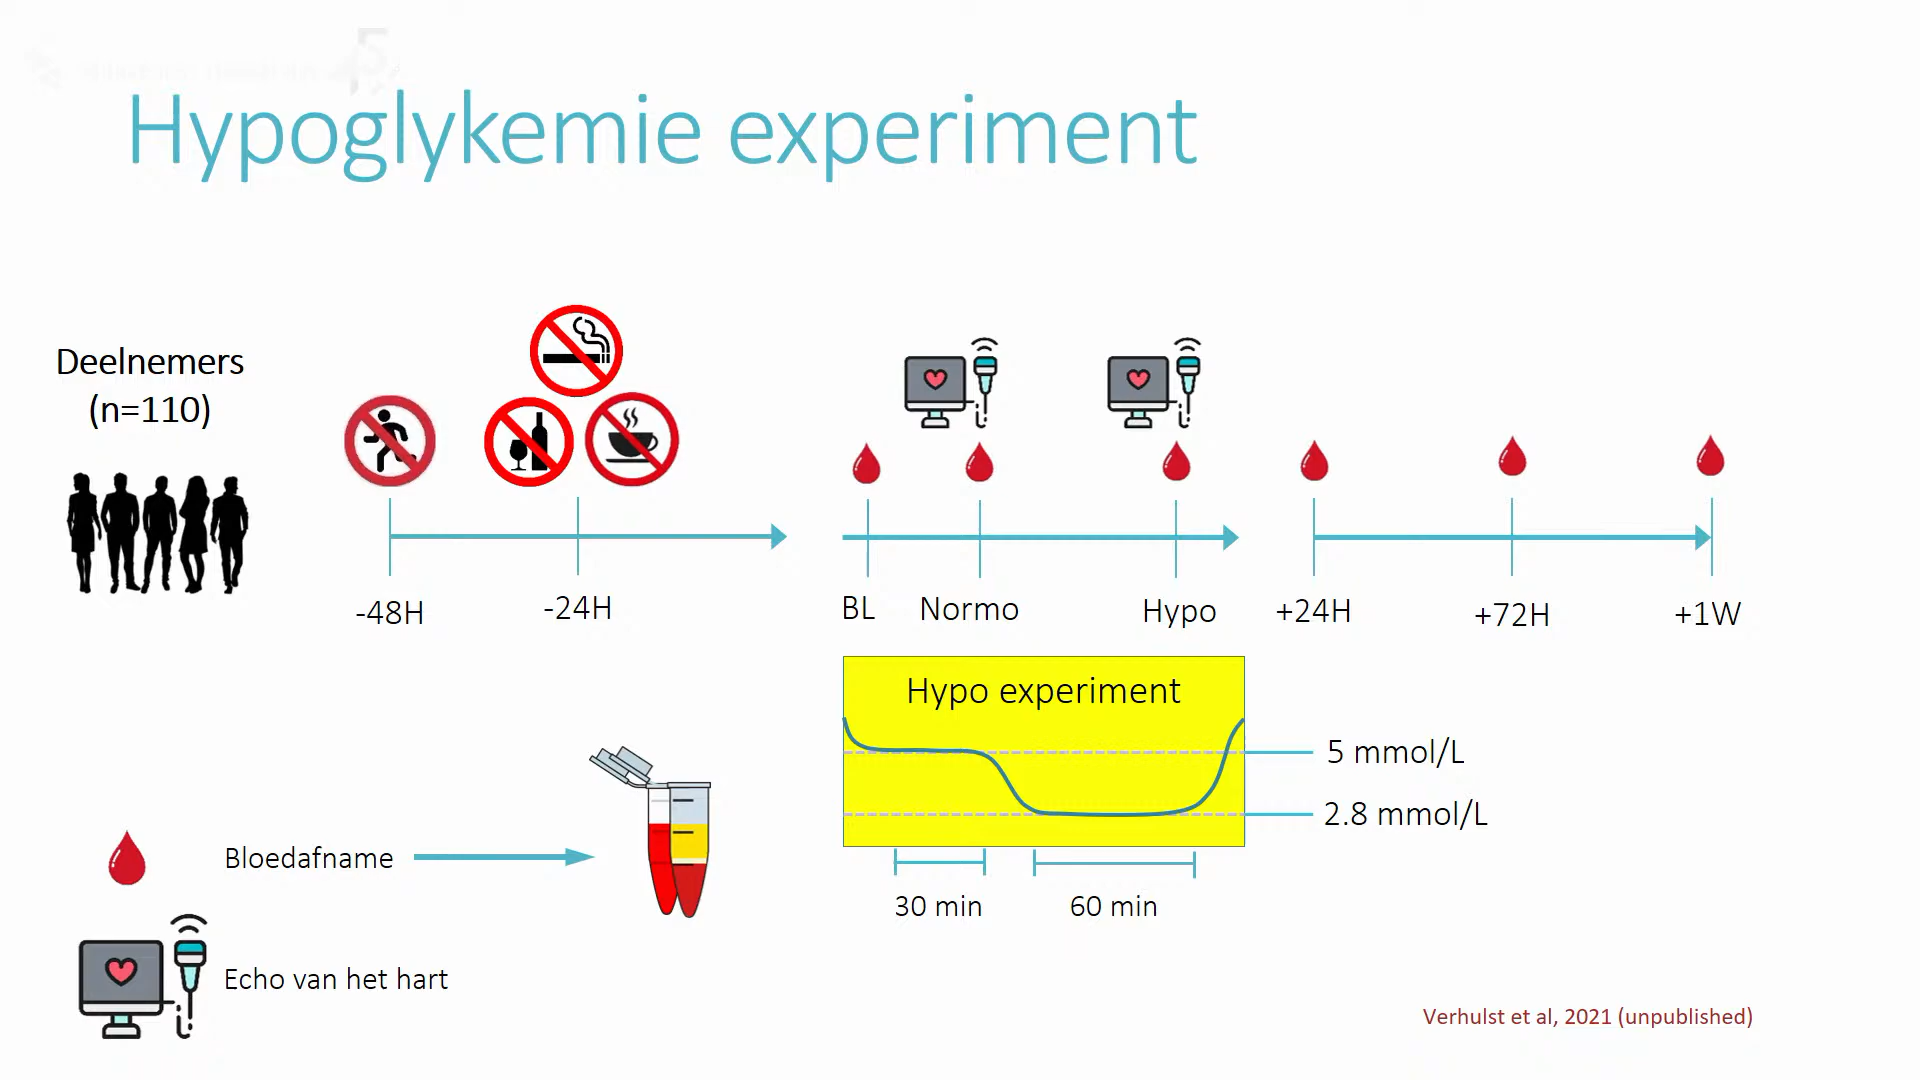 Hypoglykemie experiment
Deelnemers
(n=110)
-48H
-24H
BL
Normo
Hypo
+24H
+72H
+1W
Hypo experiment
5 mmol/L
2.8 mmol/L
30 min
60 min
Bloedafname
Echo van het hart
Verhulst et al, 2021 (unpublished)